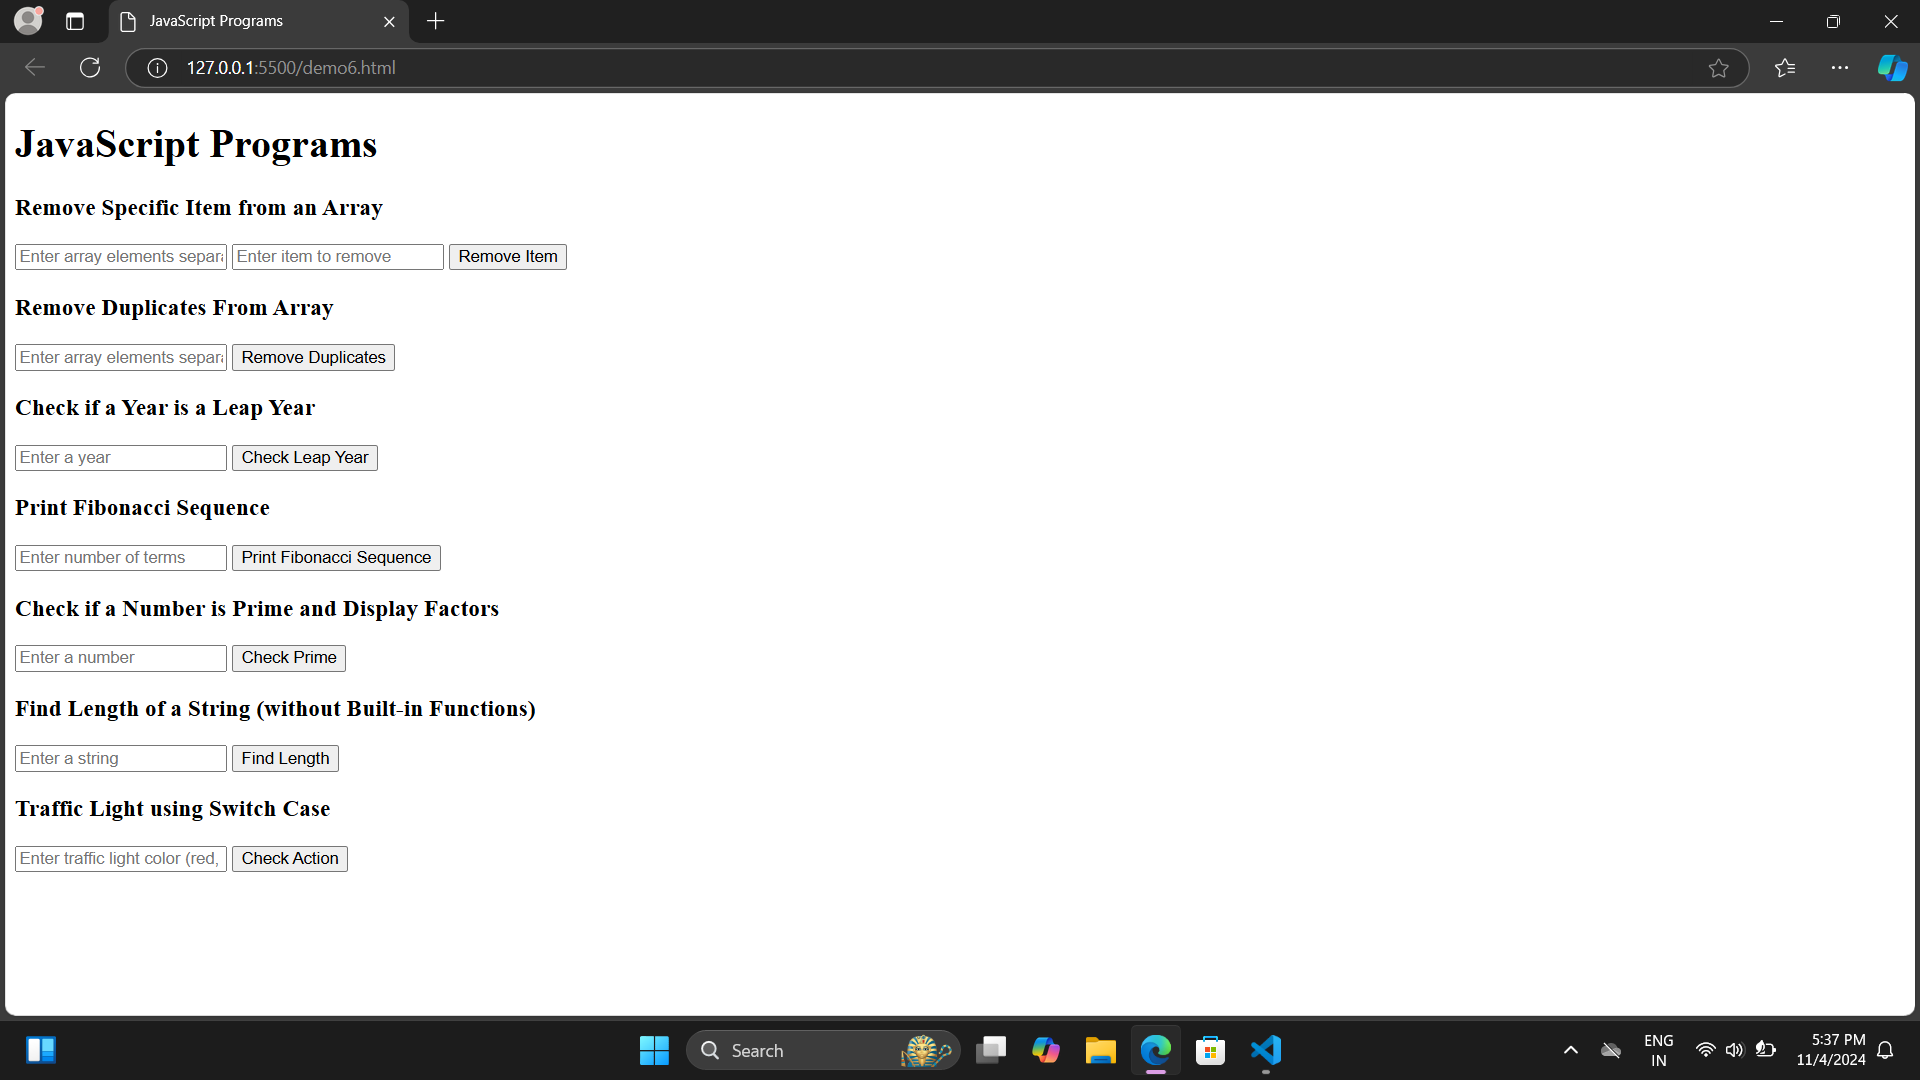 JavaScript Programs
127.0.0.1:5500/demo6.html
JavaScript Programs
Remove Specific Item from an Array
Enter array elements separa Enter item to remove Remove Item
Remove Duplicates From Array
Enter array elements separa Remove Duplicates
Check if a Year is a Leap Year
Enter a year Check Leap Year
Print Fibonacci Sequence
Enter number of terms Print Fibonacci Sequence
Check if a Number is Prime and Display Factors
Enter a number Check Prime
Find Length of a String (without Built-in Functions)
Enter a string Find Length
Traffic Light using Switch Case
Enter traffic light color (red, Check Action
Search
ENG
IN
5:37 PM
11/4/2024